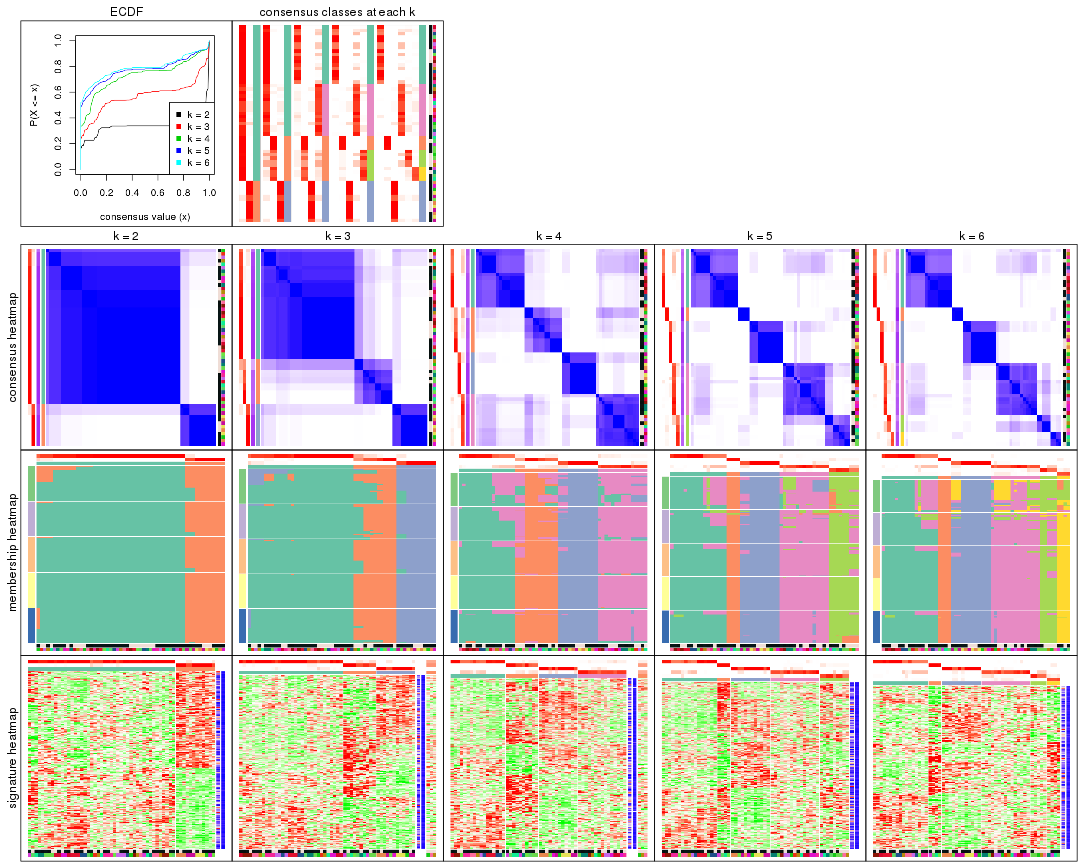 ECDF
consensus classes at each k
P(X <= x)
0.0 0.2 0.4 0.6 0.8 1.0
k = 2
k = 3
k = 4
k = 5
k = 6
0.0 0.2 0.4 0.6 0.8 1.0
consensus value (x)
k = 2 k = 3 k = 4 k = 5 k = 6
consensus heatmap
membership heatmap
signature heatmap